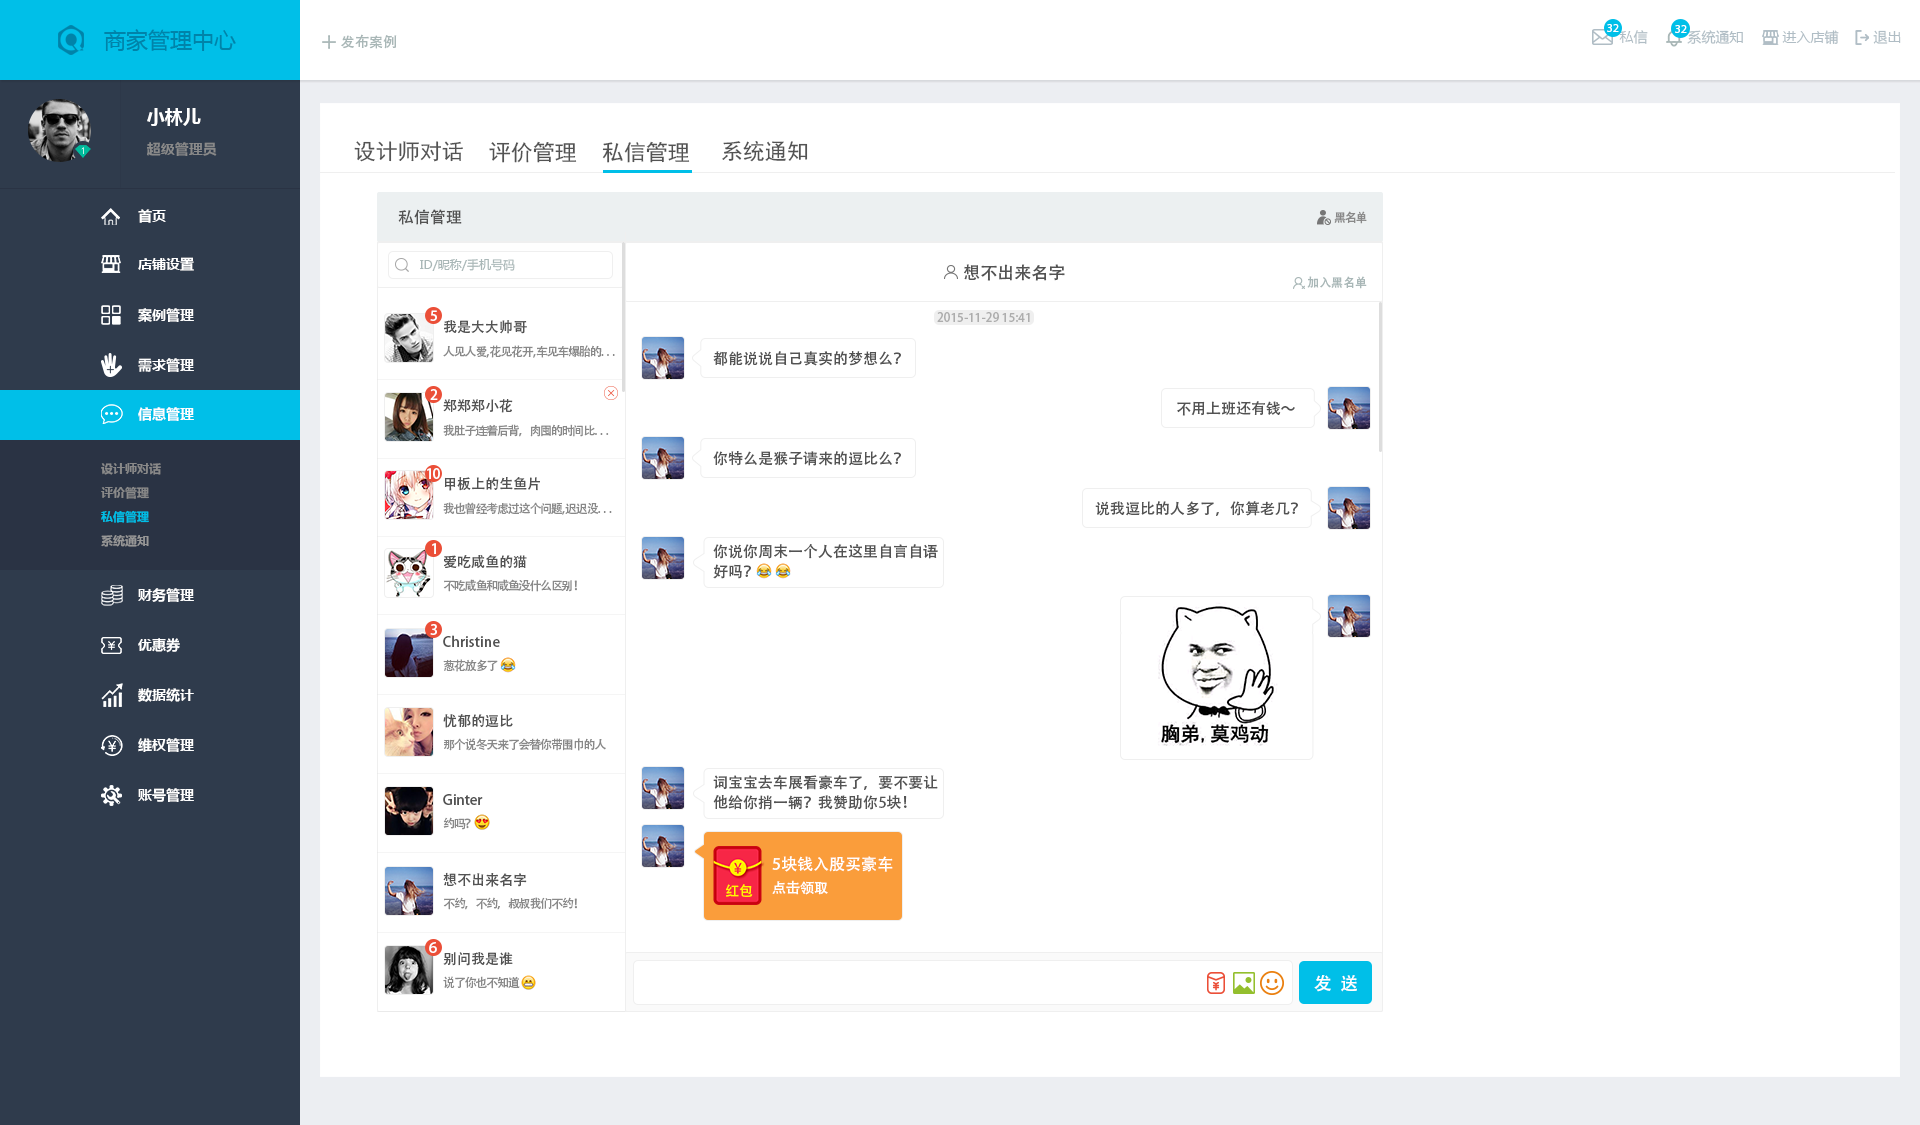 商家管理中心
+ 发布案例
32
私信
32
系统通知
进入店铺
退出
小林儿
超级管理员
1
首页
店铺设置
案例管理
需求管理
信息管理
设计师对话
评价管理
私信管理
系统通知
财务管理
优惠券
数据统计
维权管理
账号管理
设计师对话
评价管理
私信管理
系统通知
私信管理
黑名单
ID/昵称/手机号码
5
我是大大帅哥
人见人爱,花见花开,车见车爆胎的...
2
郑郑郑小花
我肚子连着后背，肉囤的时间比...
10
甲板上的生鱼片
我也曾经考虑过这个问题,迟迟没...
1
爱吃咸鱼的猫
不吃咸鱼和咸鱼没什么区别！
3
Christine
葱花放多了😂
忧郁的逗比
那个说冬天来了会替你带围巾的人
Ginter
约吗？😍
想不出来名字
不约，不约，叔叔我们不约！
6
别问我是谁
说了你也不知道😁
想不出来名字
加入黑名单
2015-11-29 15:41
都能说说自己真实的梦想么？
不用上班还有钱～
你特么是猴子请来的逗比么？
说我逗比的人多了，你算老几？
你说你周末一个人在这里自言自语
好吗？😂😂
胸弟,莫鸡动
词宝宝去车展看豪车了，要不要让
他给你捎一辆？我赞助你5块！
¥
红包
5块钱入股买豪车
点击领取
发 送